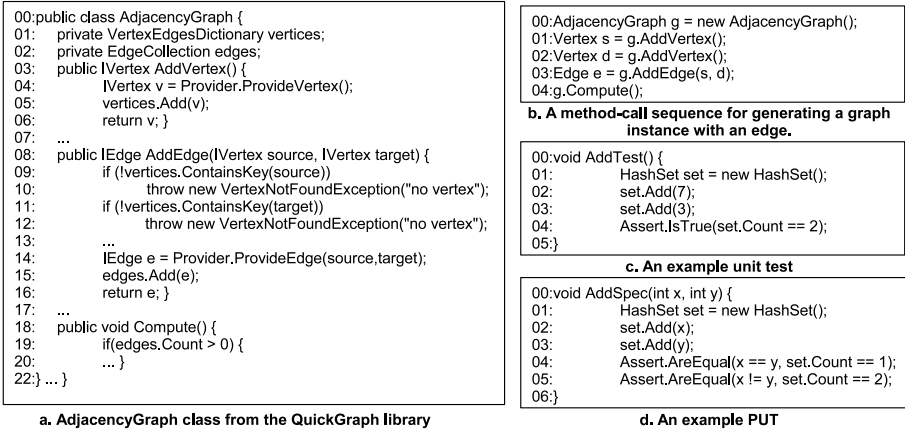 00:public class AdjacencyGraph {
01: private VertexEdgesDictionary vertices;
02: private EdgeCollection edges;
03: public IVertex AddVertex() {
04: IVertex v = Provider.ProvideVertex();
05: vertices.Add(v);
06: return v; }
07: ...
08: public IEdge AddEdge(IVertex source, IVertex target) {
09: if (!vertices.ContainsKey(source))
10: throw new VertexNotFoundException("no vertex");
11: if (!vertices.ContainsKey(target))
12: throw new VertexNotFoundException("no vertex");
13: ...
14: IEdge e = Provider.ProvideEdge(source,target);
15: edges.Add(e);
16: return e; }
17: ...
18: public void Compute() {
19: if(edges.Count > 0) {
20: ... }
22:} ... }
a. AdjacencyGraph class from the QuickGraph library
00:AdjacencyGraph g = new AdjacencyGraph();
01:Vertex s = g.AddVertex();
02:Vertex d = g.AddVertex();
03:Edge e = g.AddEdge(s, d);
04:g.Compute();
b. A method-call sequence for generating a graph
instance with an edge.
00:void AddTest() {
01: HashSet set = new HashSet();
02: set.Add(7);
03: set.Add(3);
04: Assert.IsTrue(set.Count == 2);
05:}
c. An example unit test
00:void AddSpec(int x, int y) {
01: HashSet set = new HashSet();
02: set.Add(x);
03: set.Add(y);
04: Assert.AreEqual(x == y, set.Count == 1);
05: Assert.AreEqual(x != y, set.Count == 2);
06:}
d. An example PUT